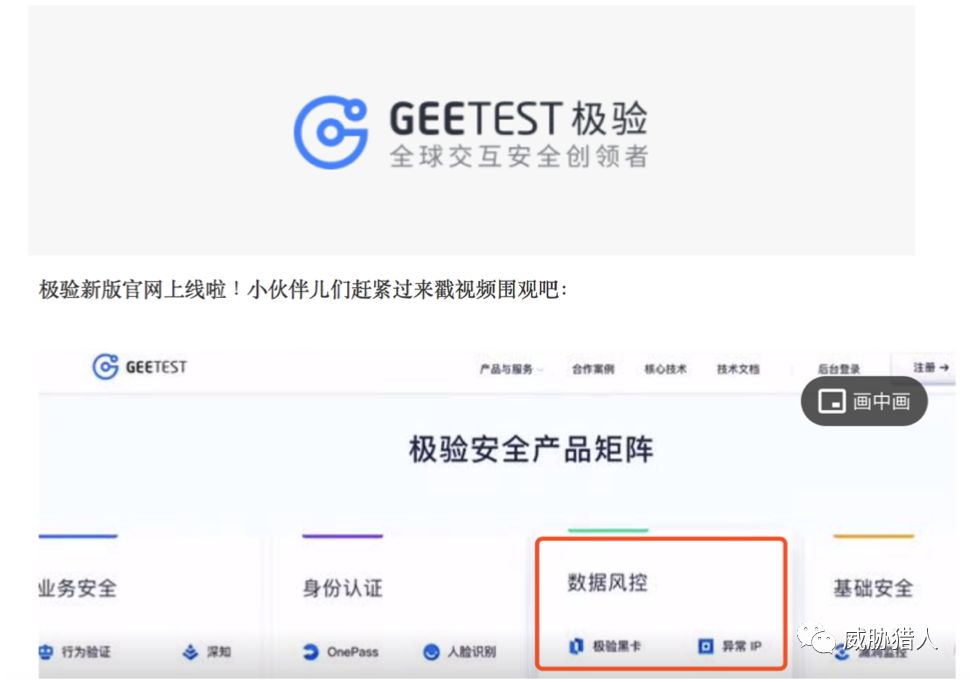 GEETEST 极验
全球交互安全创领者
极验新版官网上线啦！小伙伴儿们赶紧过来戳视频围观吧：
GEETEST 产品与服务 合作案例 核心技术 技术文档 后台登录 注册 →
画中画
极验安全产品矩阵
业务安全 身份认证 数据风控 基础安全
行为验证 深知 OnePass 人脸识别 极验黑卡 异常 IP
威胁猎人